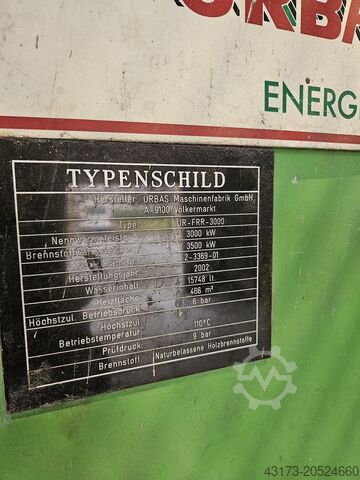 URBA
ENERGI
TYPENSCHILD
Hersteller: URBAS Maschinenfabrik GmbH,
A-9100 Völkermarkt
Type: UR-FRR-3000
3000 kW
3500 kW
2-3369-01
Herstellungsjahr: 2002
Wasserinhalt: 15748 lt.
Heizfläche: 466 m²
Höchstzul. Betriebsdruck: 6 bar
Höchstzul. Betriebstemperatur: 110°C
Prüfdruck: 9 bar
Brennstoff: Naturbelassene Holzbrennstoffe
43173-20524660